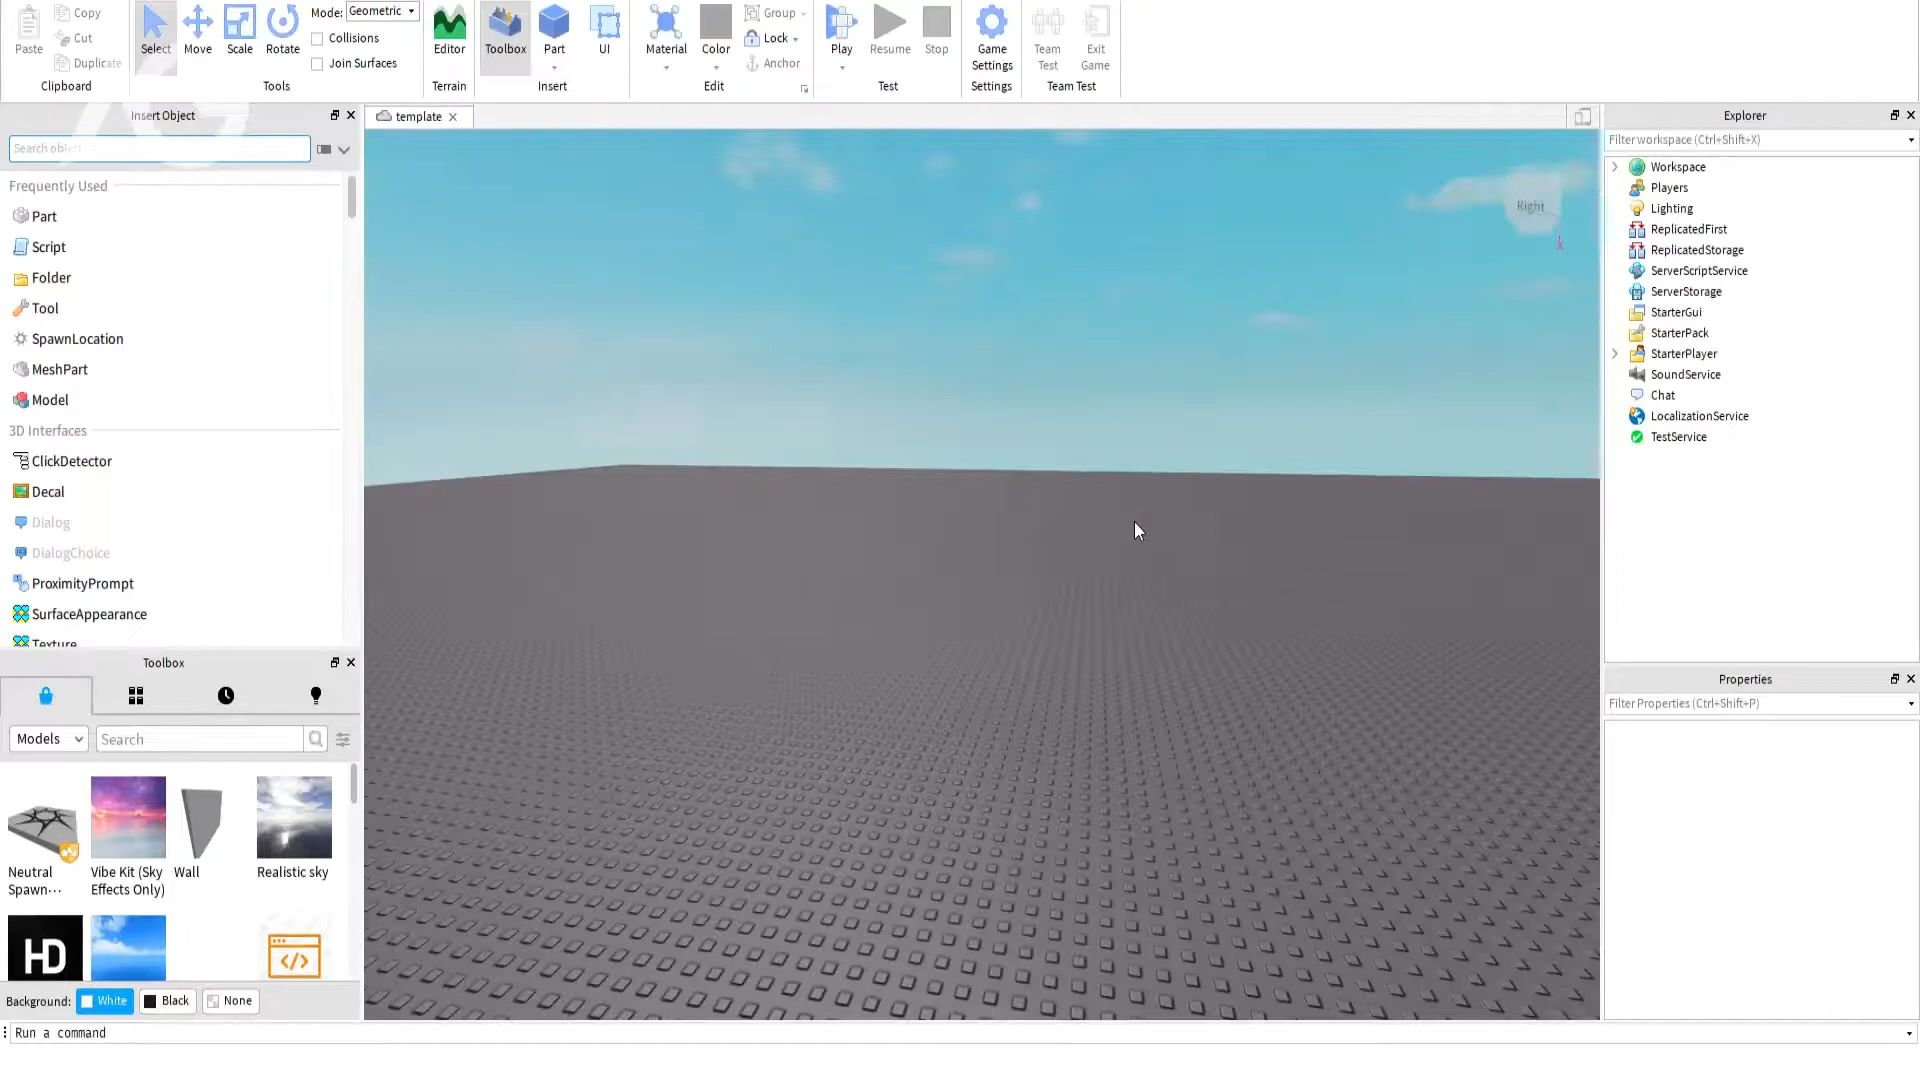 Paste
Copy
Cut
Duplicate
Clipboard
Select
Move
Scale
Rotate
Mode: Geometric
Collisions
Join Surfaces
Tools
Editor
Terrain
Toolbox
Part
UI
Insert
Material
Color
Group
Lock
Anchor
Edit
Play
Resume
Stop
Test
Game
Settings
Settings
Team
Test
Exit
Game
Team Test
Insert Object
Search object
Frequently Used
Part
Script
Folder
Tool
SpawnLocation
MeshPart
Model
3D Interfaces
ClickDetector
Decal
Dialog
DialogChoice
ProximityPrompt
SurfaceAppearance
Texture
Toolbox
Models
Search
Neutral
Spawn...
Vibe Kit (Sky
Effects Only)
Wall
Realistic sky
HD
Background: White Black None
Run a command
template
Right
Explorer
Filter workspace (Ctrl+Shift+X)
Workspace
Players
Lighting
ReplicatedFirst
ReplicatedStorage
ServerScriptService
ServerStorage
StarterGui
StarterPack
StarterPlayer
SoundService
Chat
LocalizationService
TestService
Properties
Filter Properties (Ctrl+Shift+P)